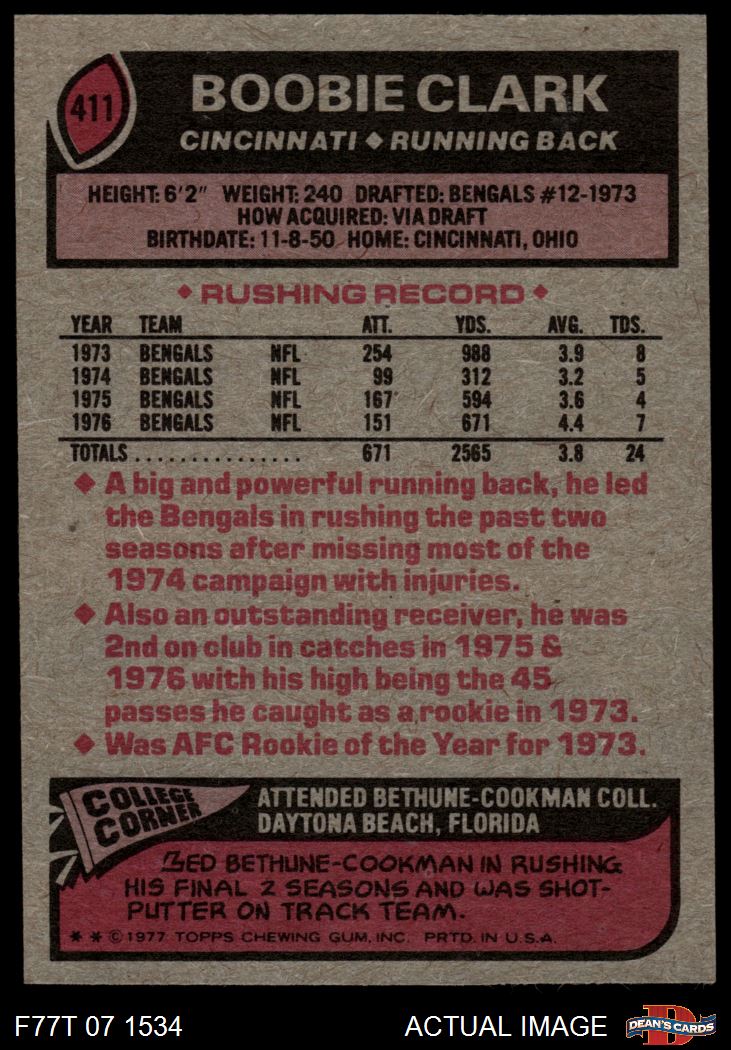 411
BOOBIE CLARK
CINCINNATI ◆ RUNNING BACK
HEIGHT: 6'2" WEIGHT: 240 DRAFTED: BENGALS #12-1973
HOW ACQUIRED: VIA DRAFT
BIRTHDATE: 11-8-50 HOME: CINCINNATI, OHIO
◆ RUSHING RECORD ◆
YEAR TEAM ATT. YDS. AVG. TDS.
1973 BENGALS NFL 254 988 3.9 8
1974 BENGALS NFL 99 312 3.2 5
1975 BENGALS NFL 167 594 3.6 4
1976 BENGALS NFL 151 671 4.4 7
TOTALS................ 671 2565 3.8 24
◆ A big and powerful running back, he led
the Bengals in rushing the past two
seasons after missing most of the
1974 campaign with injuries.
◆ Also an outstanding receiver, he was
2nd on club in catches in 1975 &
1976 with his high being the 45
passes he caught as a rookie in 1973.
◆ Was AFC Rookie of the Year for 1973.
COLLEGE
CORNER
ATTENDED BETHUNE-COOKMAN COLL.
DAYTONA BEACH, FLORIDA
LED BETHUNE-COOKMAN IN RUSHING
HIS FINAL 2 SEASONS AND WAS SHOT-
PUTTER ON TRACK TEAM.
* * © 1977 TOPPS CHEWING GUM, INC. PRTD. IN U.S.A.
F77T 07 1534
ACTUAL IMAGE
D
DEAN'S CARDS